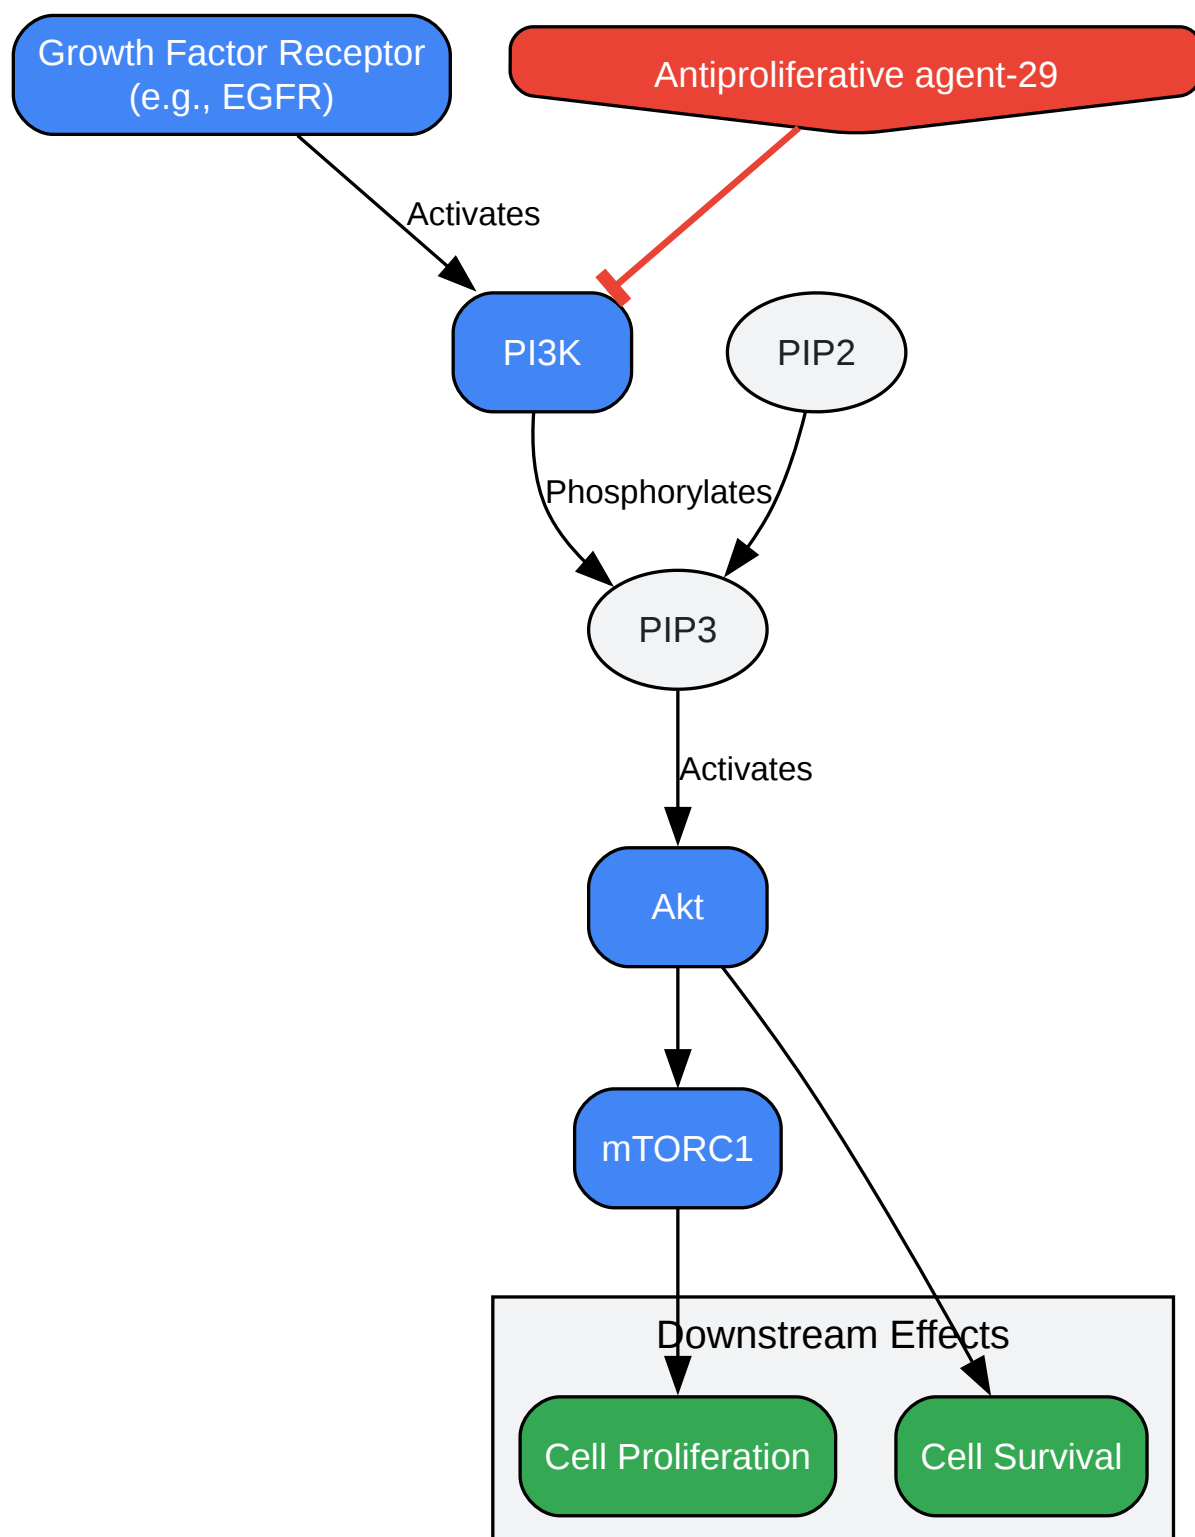 Growth Factor Receptor
(e.g., EGFR)
Antiproliferative agent-29
Activates
PI3K
PIP2
Phosphorylates
PIP3
Activates
Akt
mTORC1
Downstream Effects
Cell Proliferation
Cell Survival